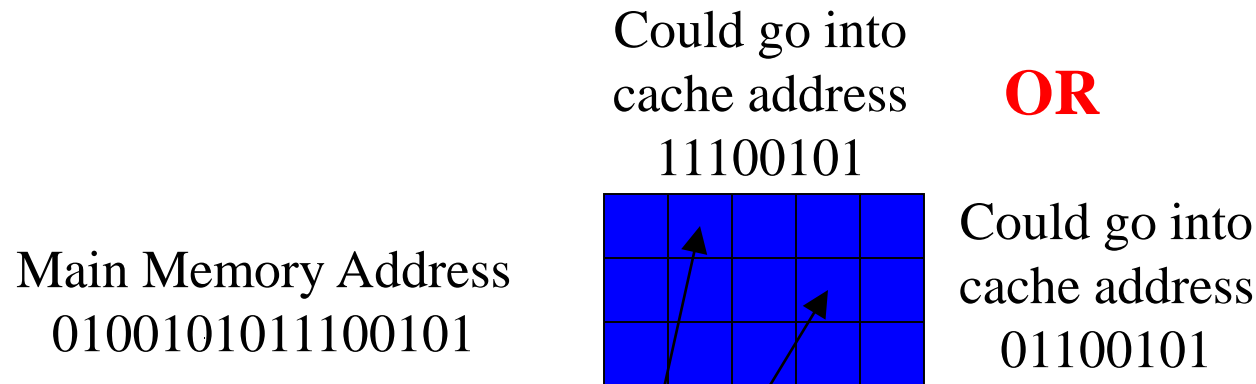 Could go into
cache address
11100101
OR
Could go into
cache address
01100101
Main Memory Address
0100101011100101